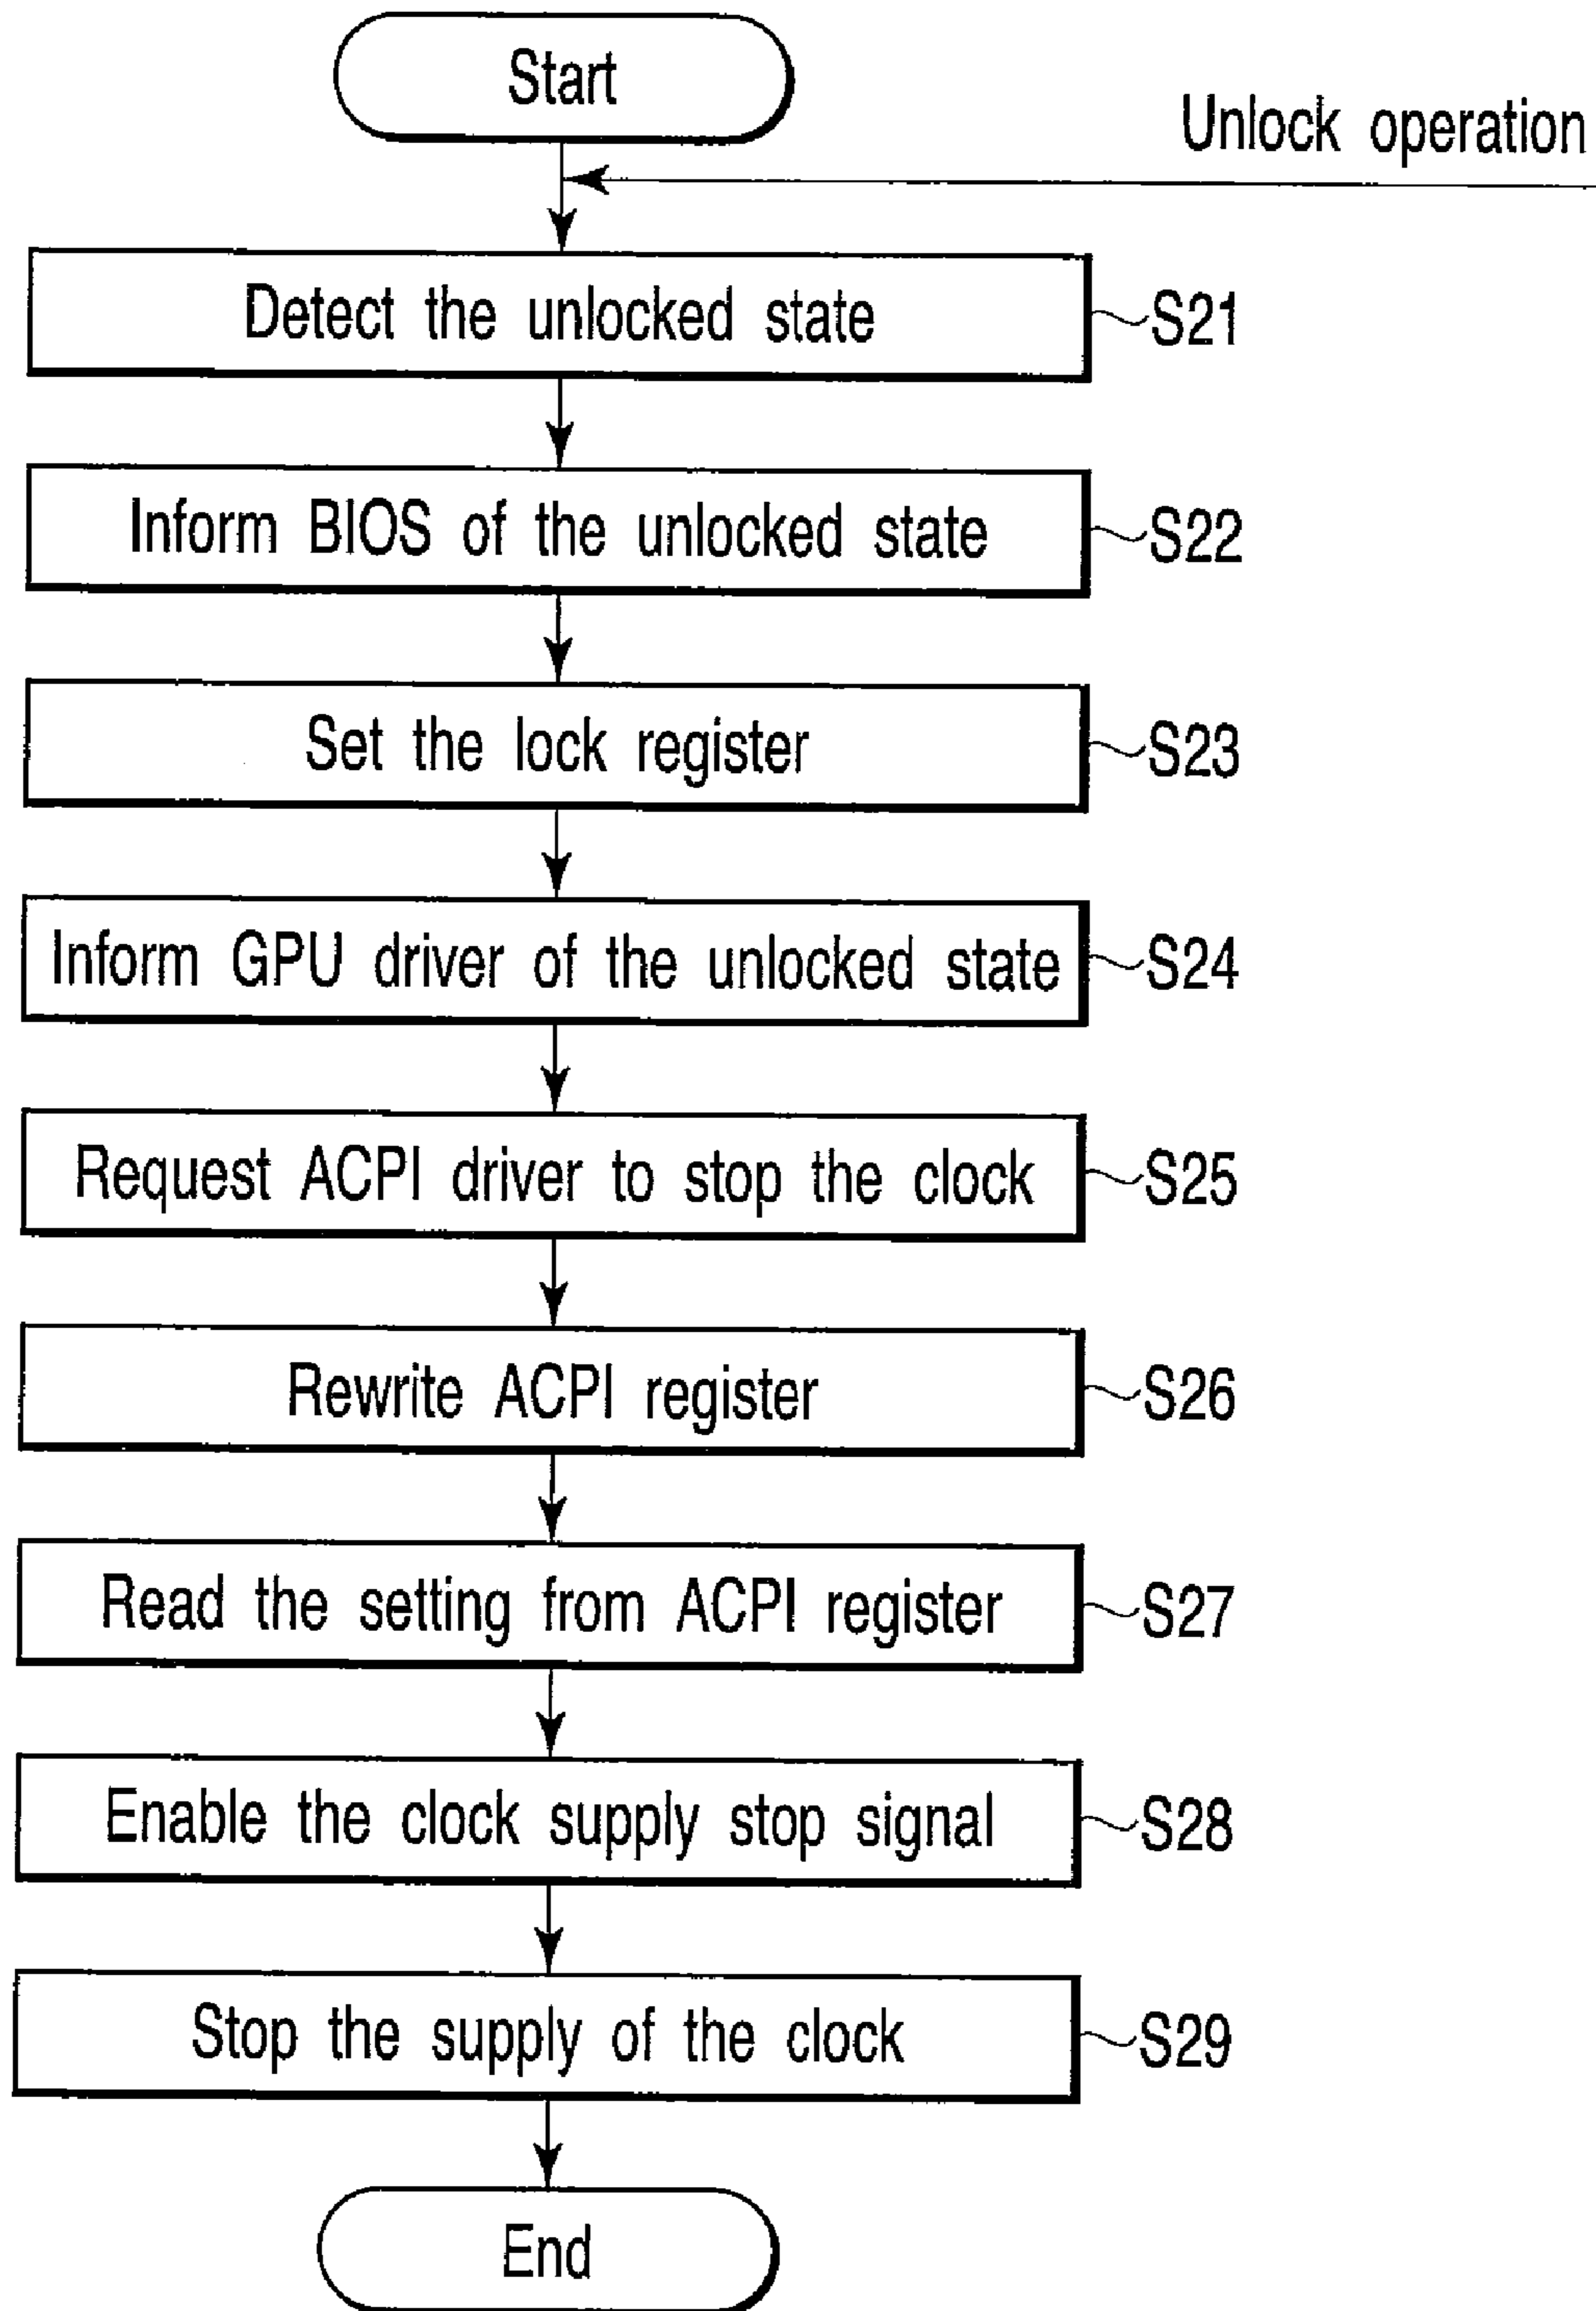 Start
Unlock operation
Detect the unlocked state
S21
Inform BIOS of the unlocked state
S22
Set the lock register
S23
Inform GPU driver of the unlocked state
S24
Request ACPI driver to stop the clock
S25
Rewrite ACPI register
S26
Read the setting from ACPI register
S27
Enable the clock supply stop signal
S28
Stop the supply of the clock
S29
End